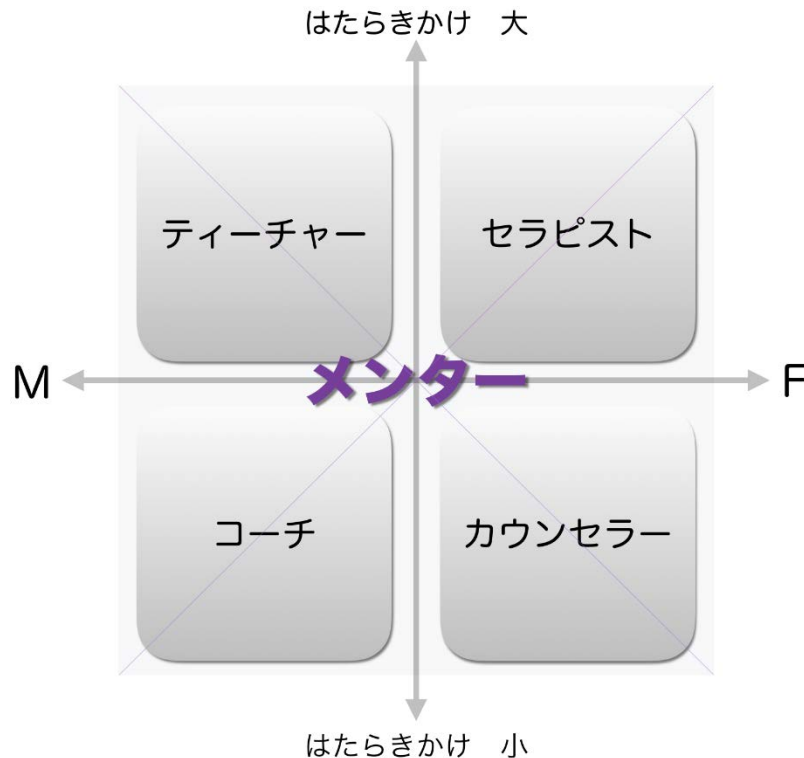 はたらきかけ　大
ティーチャー
セラピスト
M
メンター
F
コーチ
カウンセラー
はたらきかけ　小